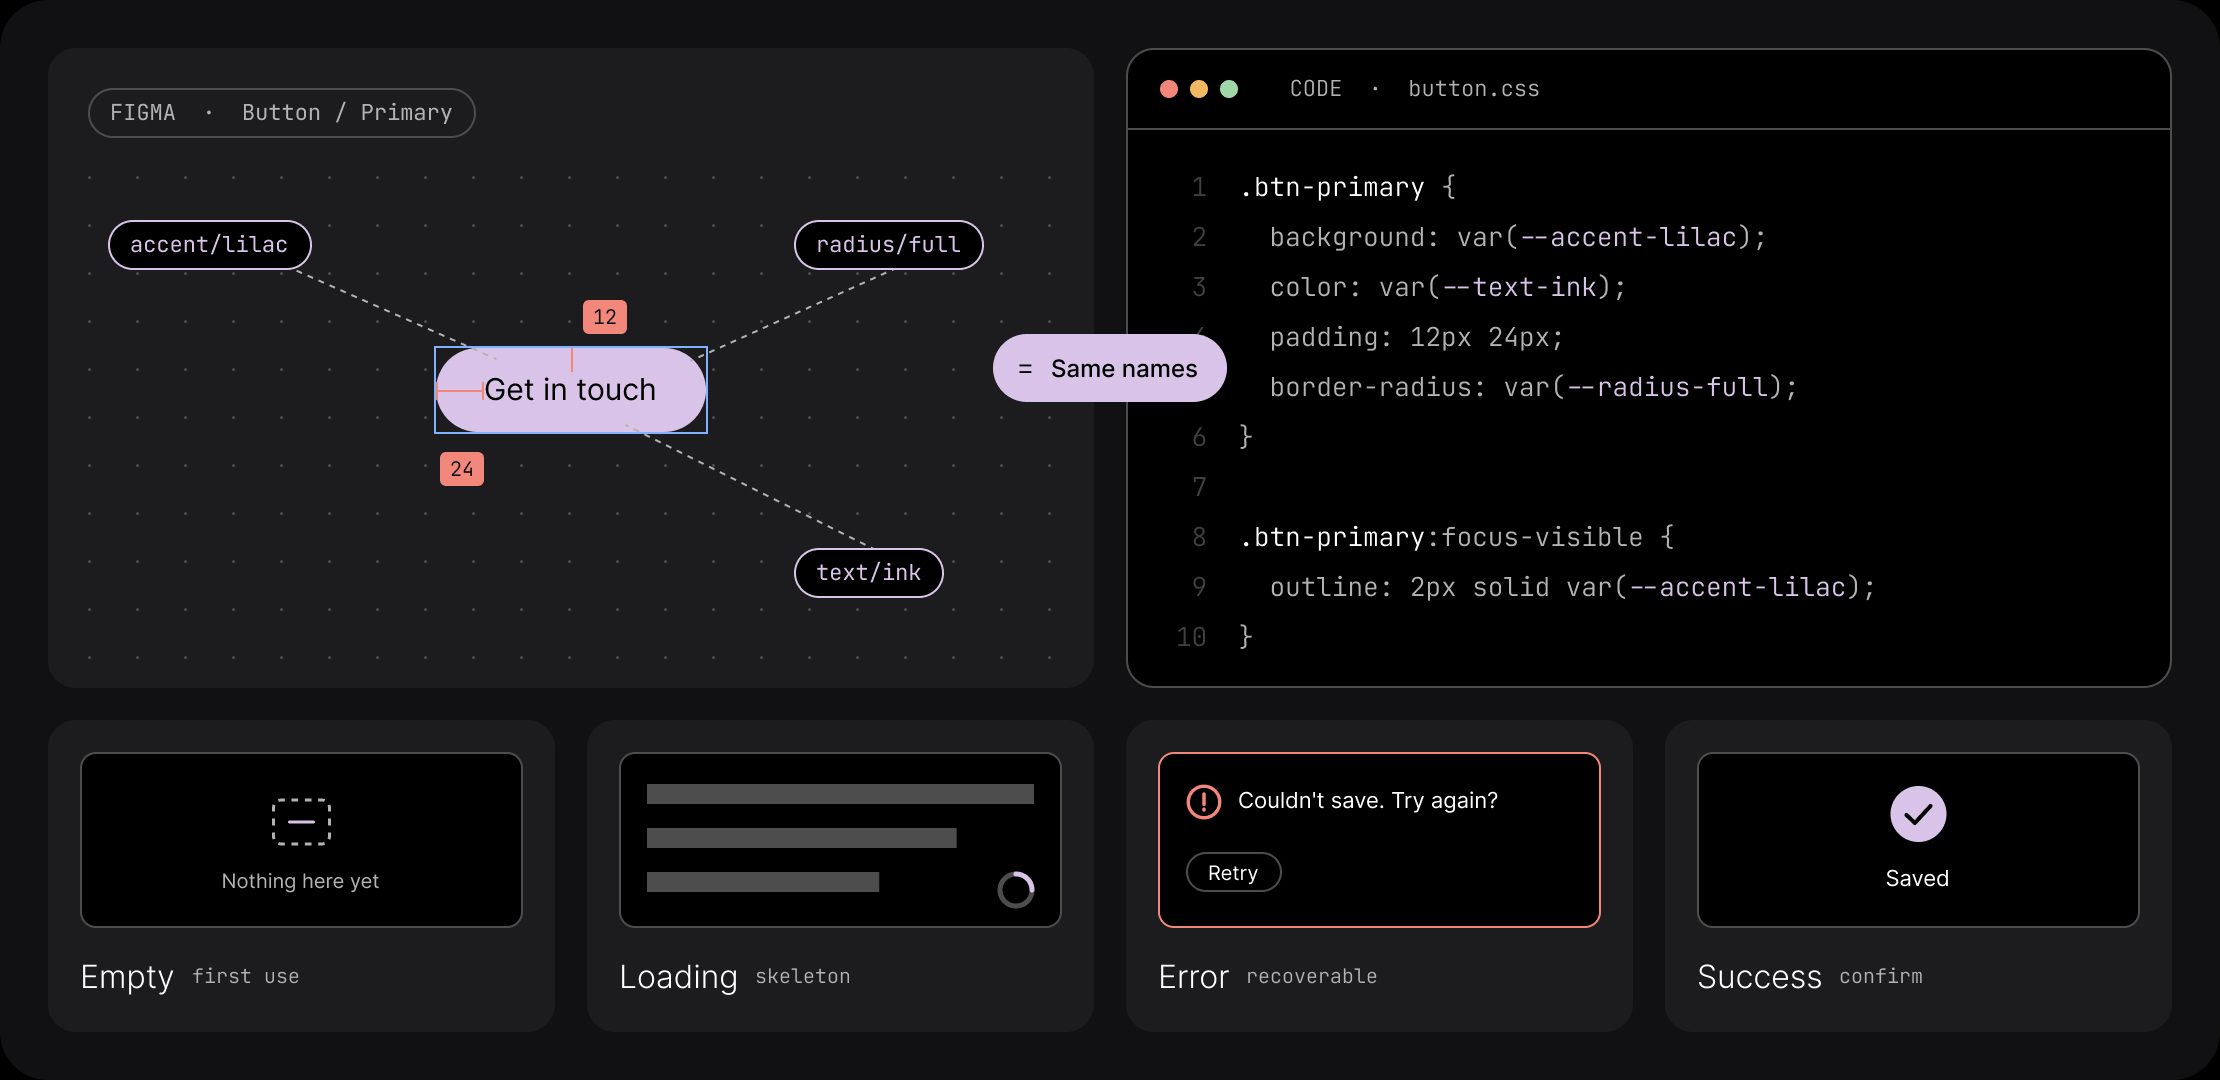 FIGMA · Button / Primary
accent/lilac
radius/full
12
Get in touch
24
text/ink
= Same names
CODE · button.css
1 .btn-primary {
2 background: var(--accent-lilac);
3 color: var(--text-ink);
padding: 12px 24px;
border-radius: var(--radius-full);
6 }
7
8 .btn-primary:focus-visible {
9 outline: 2px solid var(--accent-lilac);
10 }
Nothing here yet
Empty first use
Loading skeleton
Couldn't save. Try again?
Retry
Error recoverable
Saved
Success confirm